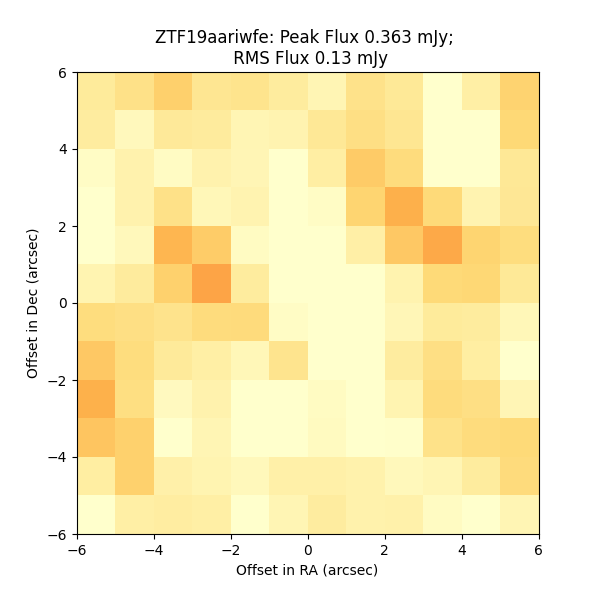 ZTF19aariwfe: Peak Flux 0.363 mJy;
RMS Flux 0.13 mJy
6
4
2
0
−2
−4
−6
Offset in Dec (arcsec)
−6 −4 −2 0 2 4 6
Offset in RA (arcsec)